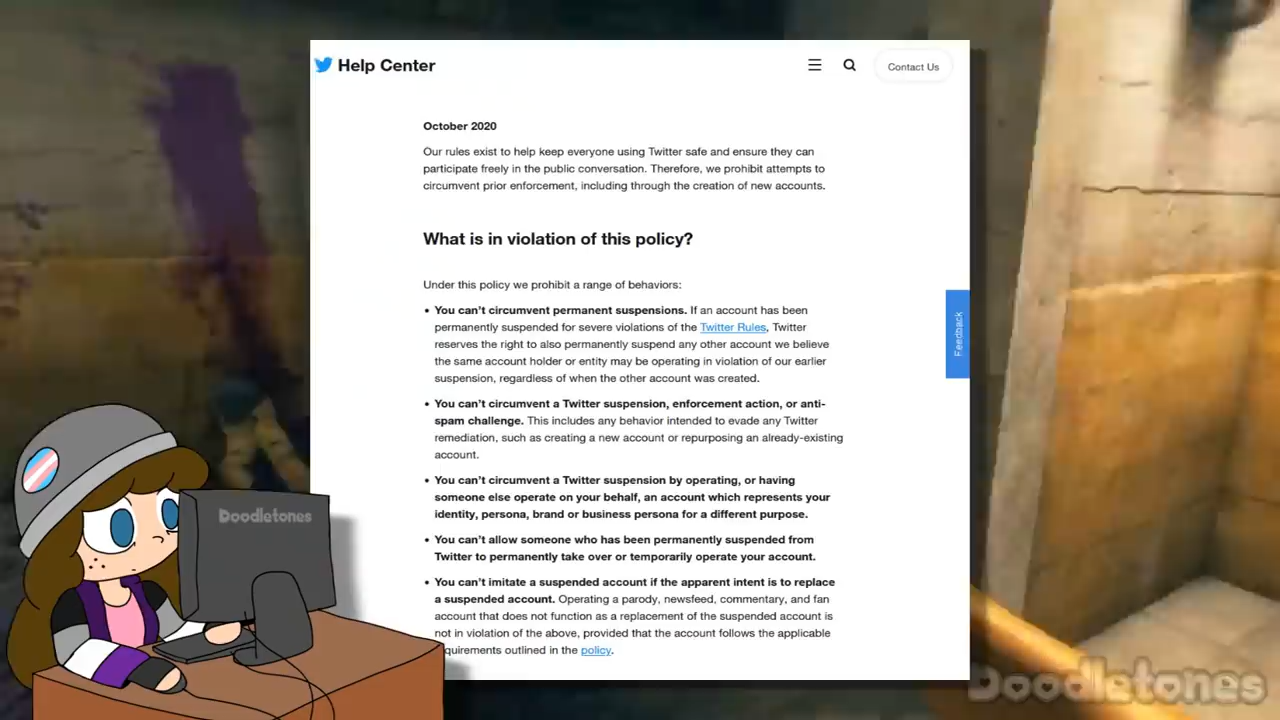 Help Center
Contact Us
October 2020
Our rules exist to help keep everyone using Twitter safe and ensure they can
participate freely in the public conversation. Therefore, we prohibit attempts to
circumvent prior enforcement, including through the creation of new accounts.
What is in violation of this policy?
Under this policy we prohibit a range of behaviors:
• You can’t circumvent permanent suspensions. If an account has been
permanently suspended for severe violations of the Twitter Rules, Twitter
reserves the right to also permanently suspend any other account we believe
the same account holder or entity may be operating in violation of our earlier
suspension, regardless of when the other account was created.
• You can’t circumvent a Twitter suspension, enforcement action, or anti-
spam challenge. This includes any behavior intended to evade any Twitter
remediation, such as creating a new account or repurposing an already-existing
account.
• You can’t circumvent a Twitter suspension by operating, or having
someone else operate on your behalf, an account which represents your
identity, persona, brand or business persona for a different purpose.
• You can’t allow someone who has been permanently suspended from
Twitter to permanently take over or temporarily operate your account.
• You can’t imitate a suspended account if the apparent intent is to replace
a suspended account. Operating a parody, newsfeed, commentary, and fan
account that does not function as a replacement of the suspended account is
not in violation of the above, provided that the account follows the applicable
quirements outlined in the policy.
Feedback
Doodletones
Doodletones